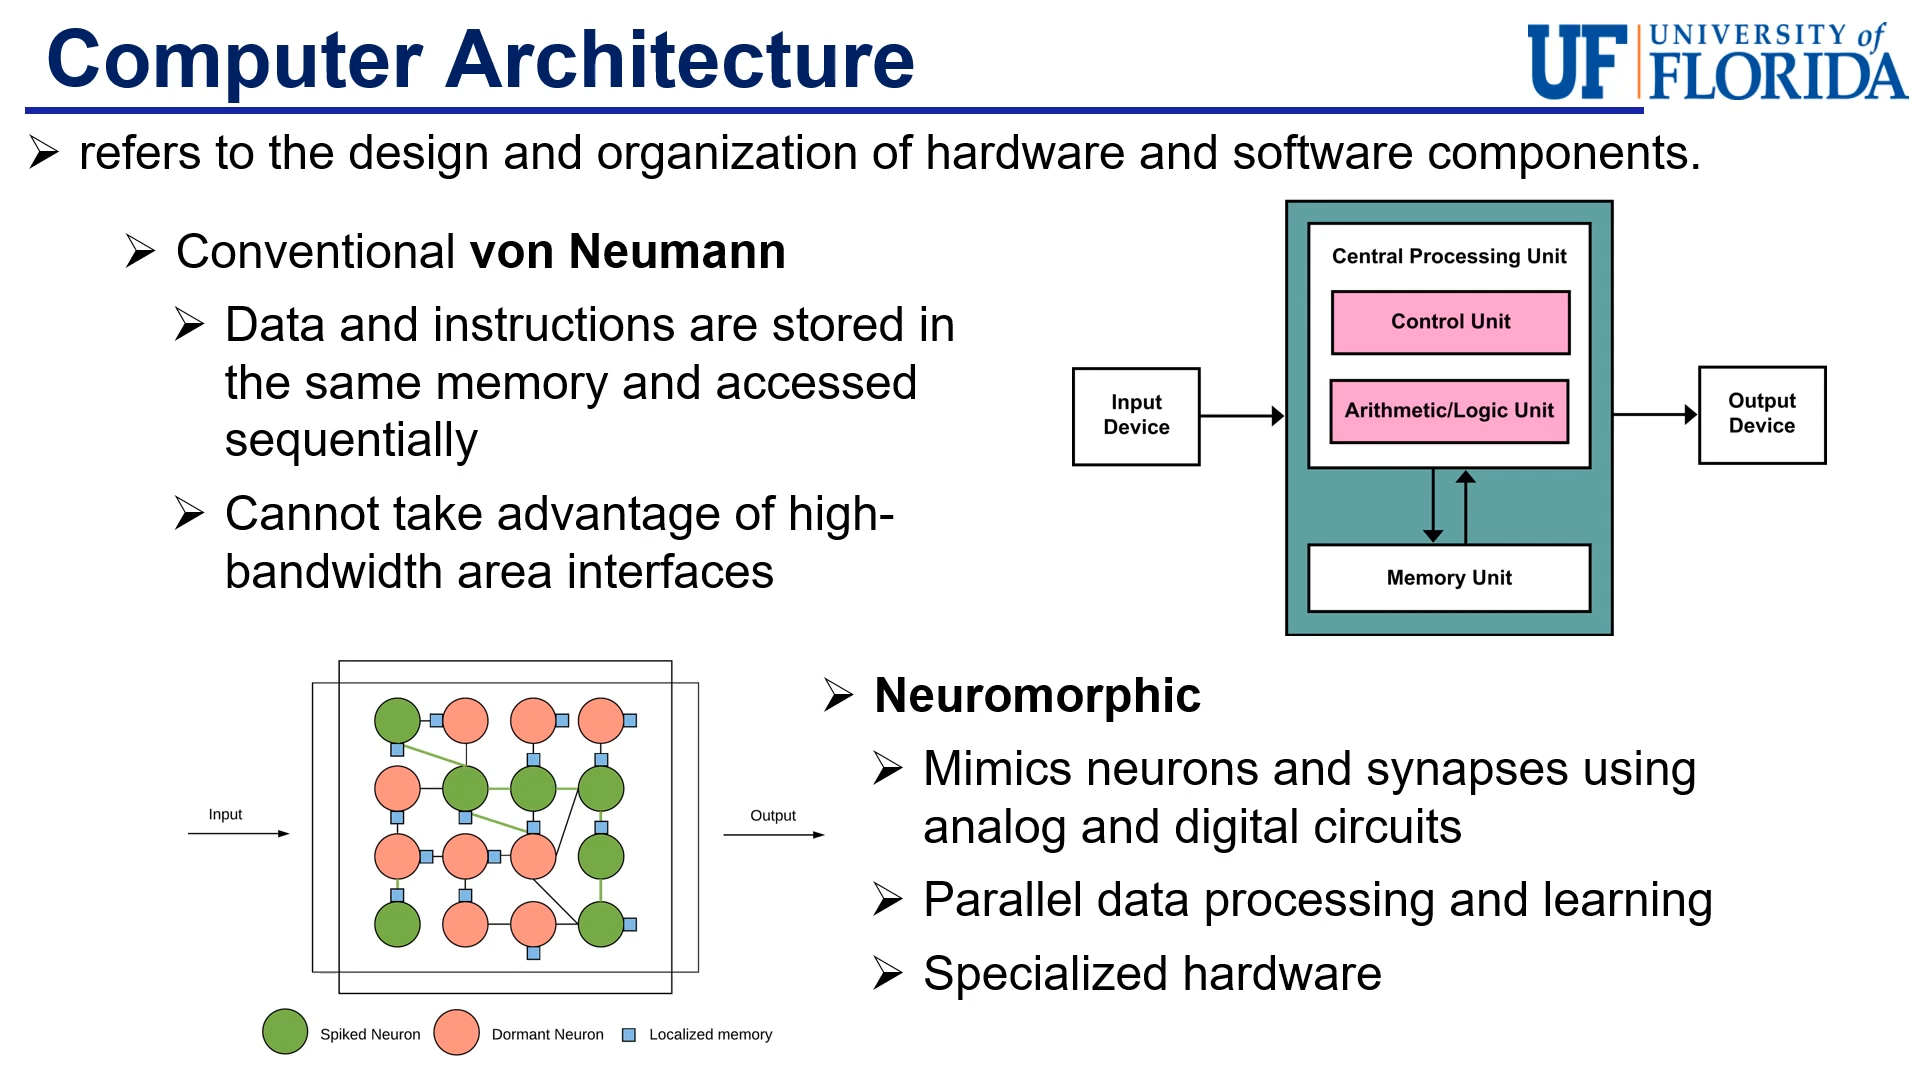 Computer Architecture
UF UNIVERSITY of FLORIDA
refers to the design and organization of hardware and software components.
Conventional von Neumann
Data and instructions are stored in
the same memory and accessed
sequentially
Cannot take advantage of high-
bandwidth area interfaces
Central Processing Unit
Control Unit
Arithmetic/Logic Unit
Input
Device
Output
Device
Memory Unit
Input
Output
Spiked Neuron
Dormant Neuron
Localized memory
Neuromorphic
Mimics neurons and synapses using
analog and digital circuits
Parallel data processing and learning
Specialized hardware